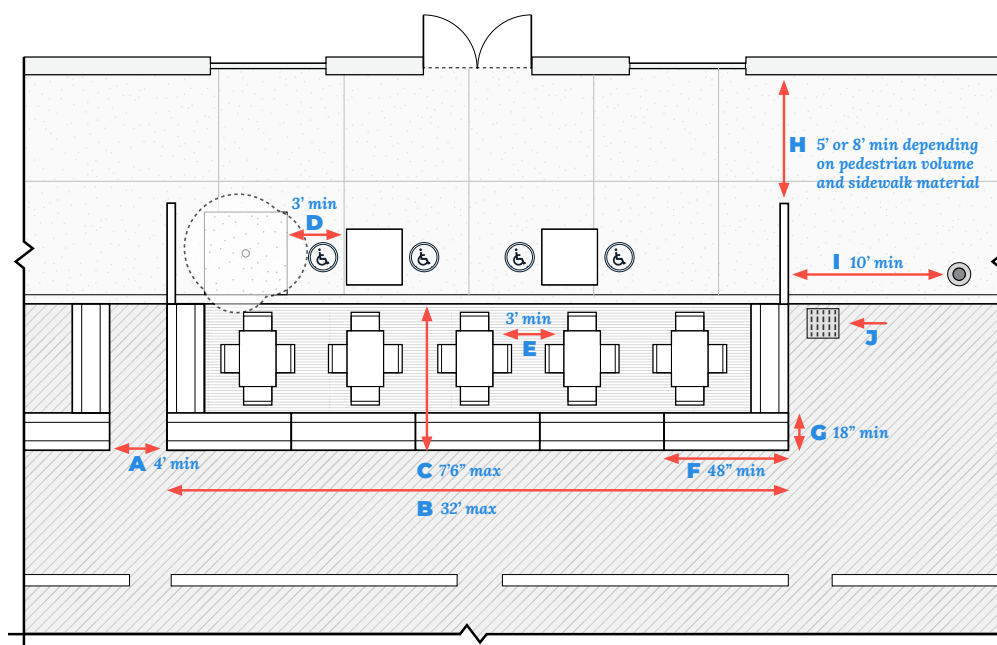 H 5’ or 8’ min depending
on pedestrian volume
and sidewalk material
3’ min
D
I 10’ min
3’ min
E
J
G 18” min
A 4’ min
C 7’6” max
F 48” min
B 32’ max